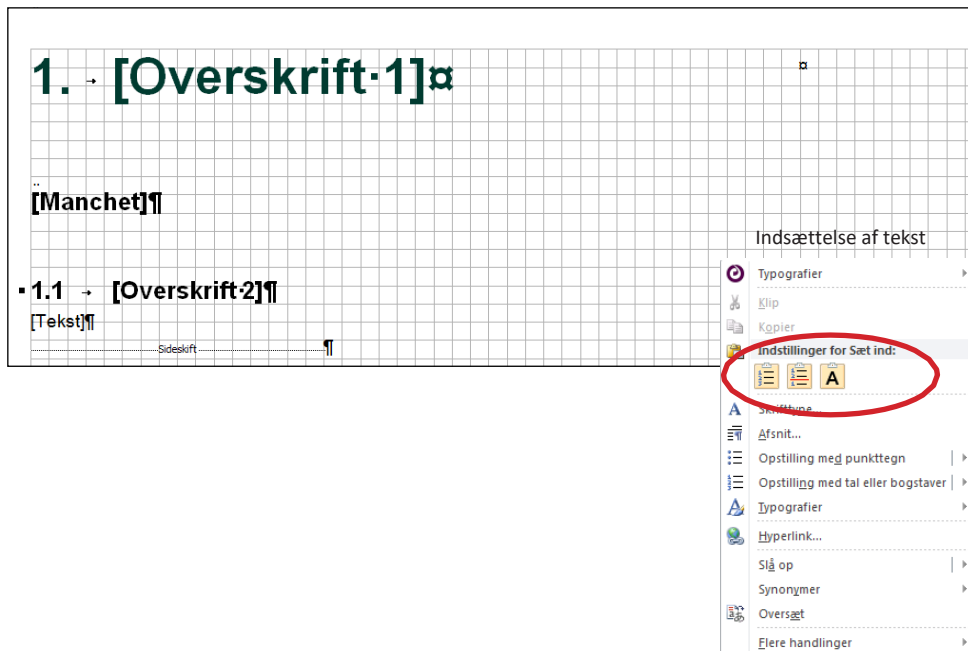 1. → [Overskrift·1]¤ ¤
[Manchet]¶
1.1 → [Overskrift·2]¶
[Tekst]¶
Sideskift ¶
Indsættelse af tekst
Typografier
Klip
Kopier
Indstillinger for Sæt ind:
A
A Skrifttype...
Afsnit...
Opstilling med punkttegn
Opstilling med tal eller bogstaver
Typografier
Hyperlink...
Slå op
Synonymer
Oversæt
Flere handlinger